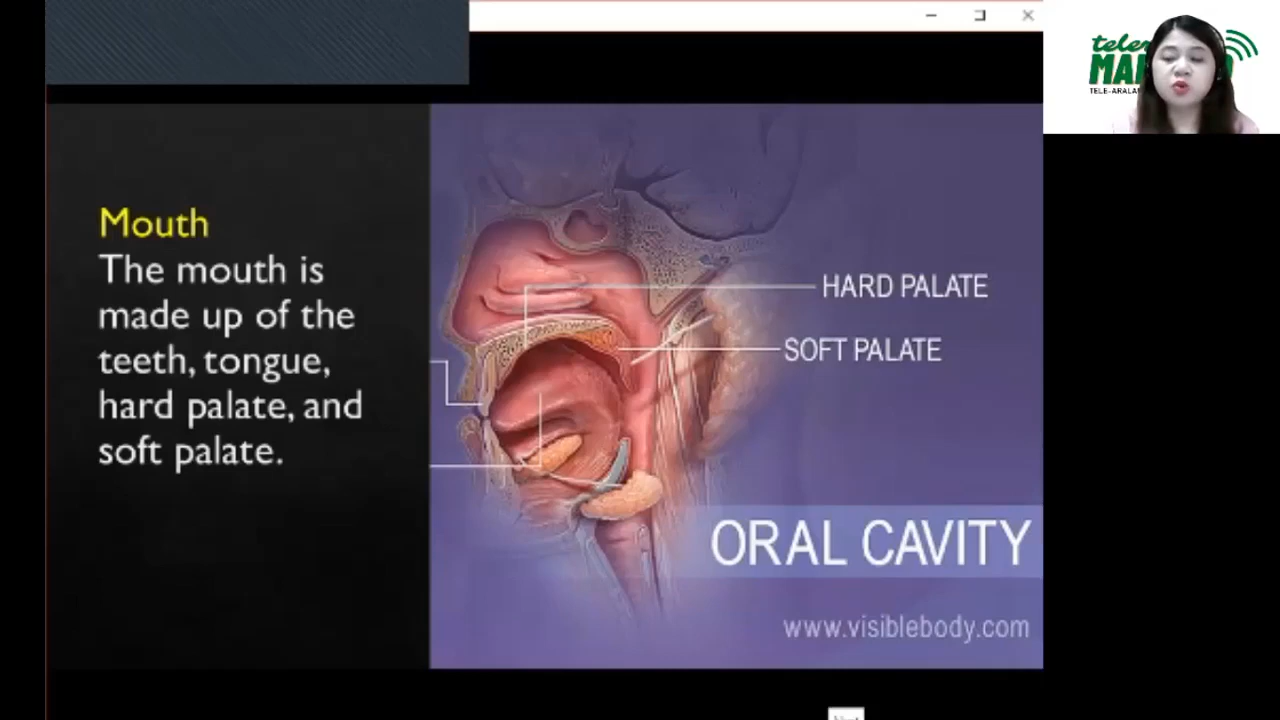 Mouth
The mouth is
made up of the
teeth, tongue,
hard palate, and
soft palate.
HARD PALATE
SOFT PALATE
ORAL CAVITY
www.visiblebody.com